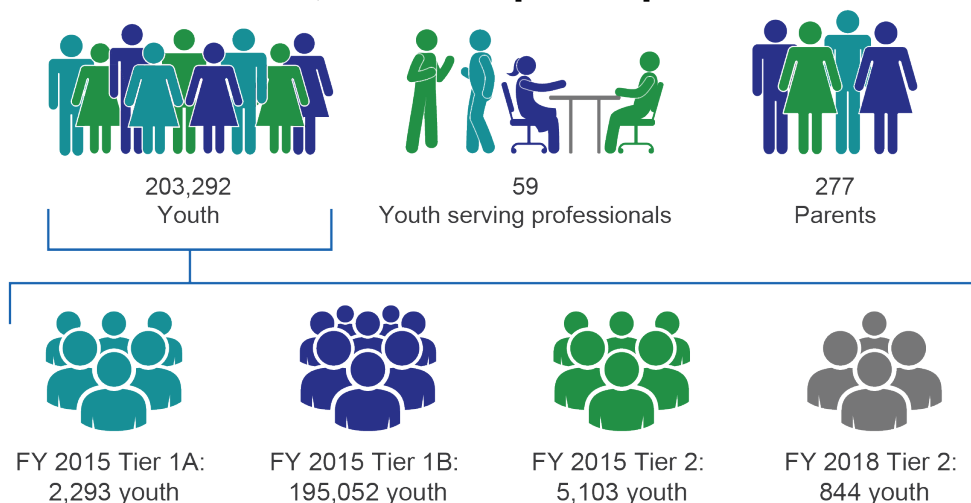 203,292
Youth
59
Youth serving professionals
277
Parents
FY 2015 Tier 1A:
2,293 youth
FY 2015 Tier 1B:
195,052 youth
FY 2015 Tier 2:
5,103 youth
FY 2018 Tier 2:
844 youth